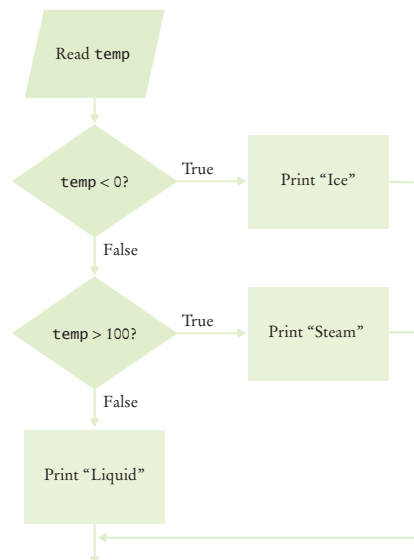 Read temp
temp < 0?
True
Print “Ice”
False
temp > 100?
True
Print “Steam”
False
Print “Liquid”